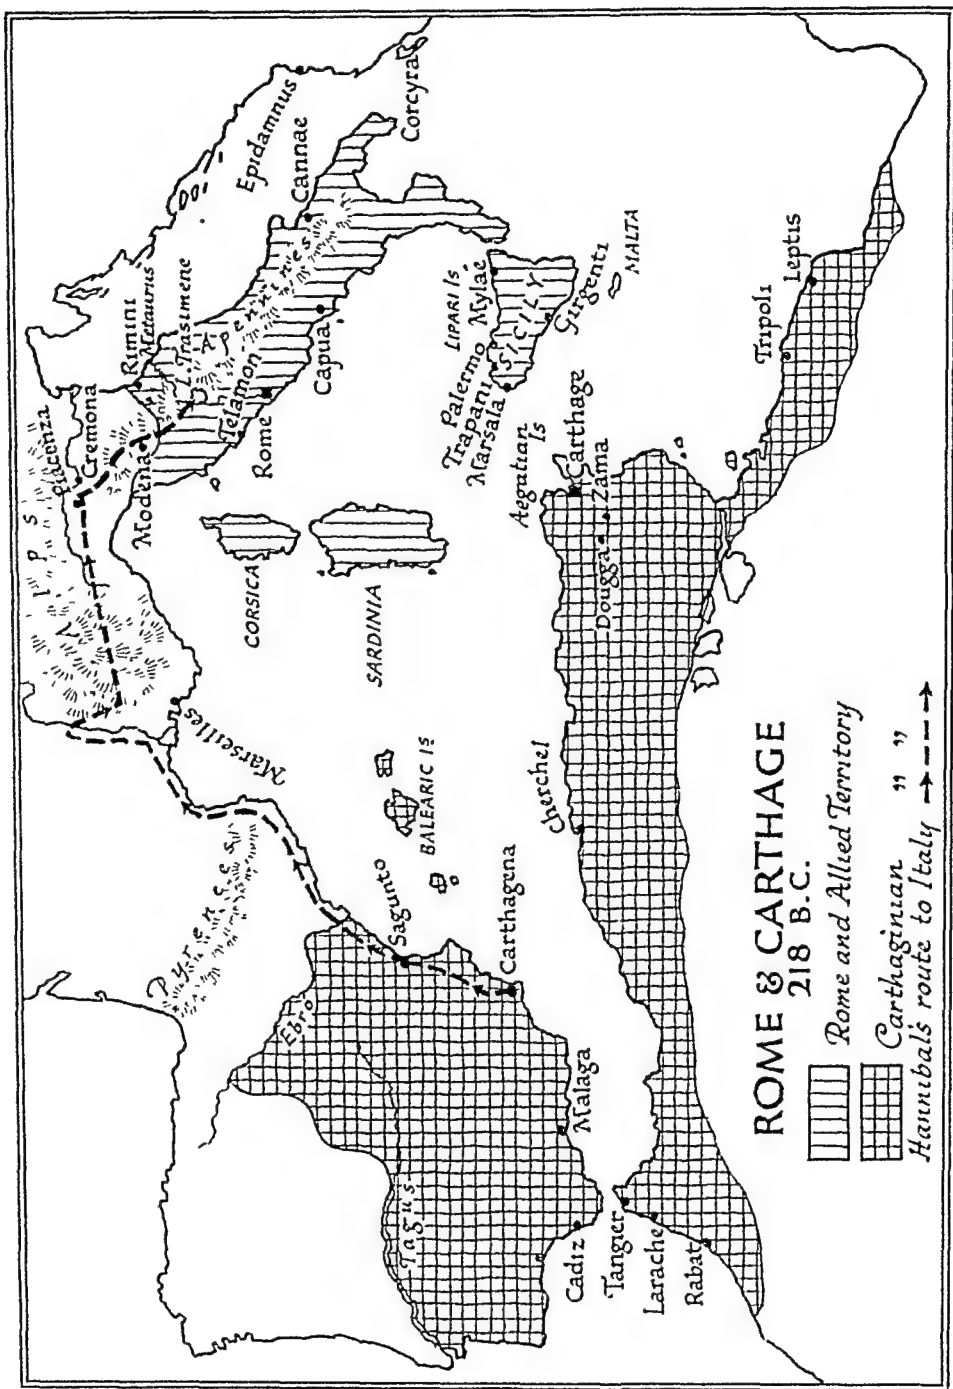 ROME & CARTHAGE
218 B.C.
Rome and Allied Territory
Carthaginian " "
Hannibal's route to Italy
Pyrenees
Ebro
Tagus
Sagunto
Carthagena
Malaga
Cadiz
Tangier
Larache
Rabat
BALEARIC Is
Marseilles
ALPS
Piacenza
Cremona
Modena
Rimini
Metaurus
L. Trasimene
Apennines
Telamon
Rome
Capua
Cannae
Epidamnus
Corcyra
CORSICA
SARDINIA
LIPARI Is
Mylae
Palermo
Trapani
Marsala
SICILY
Girgenti
MALTA
Aegatian
Is
Carthage
Zama
Dougga
Cherchel
Tripoli
Leptis